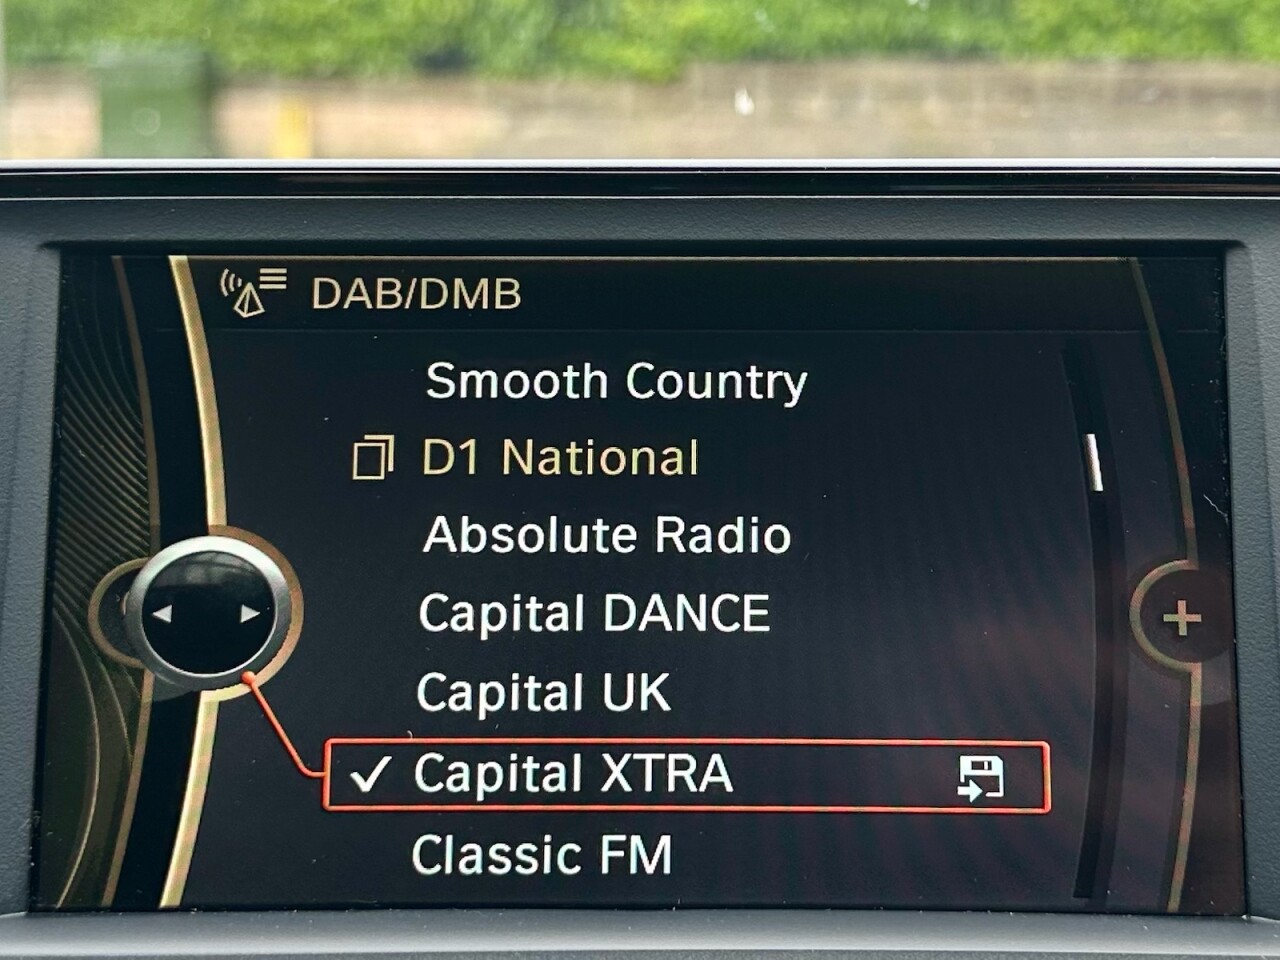 DAB/DMB
Smooth Country
D1 National
Absolute Radio
Capital DANCE
Capital UK
Capital XTRA
Classic FM